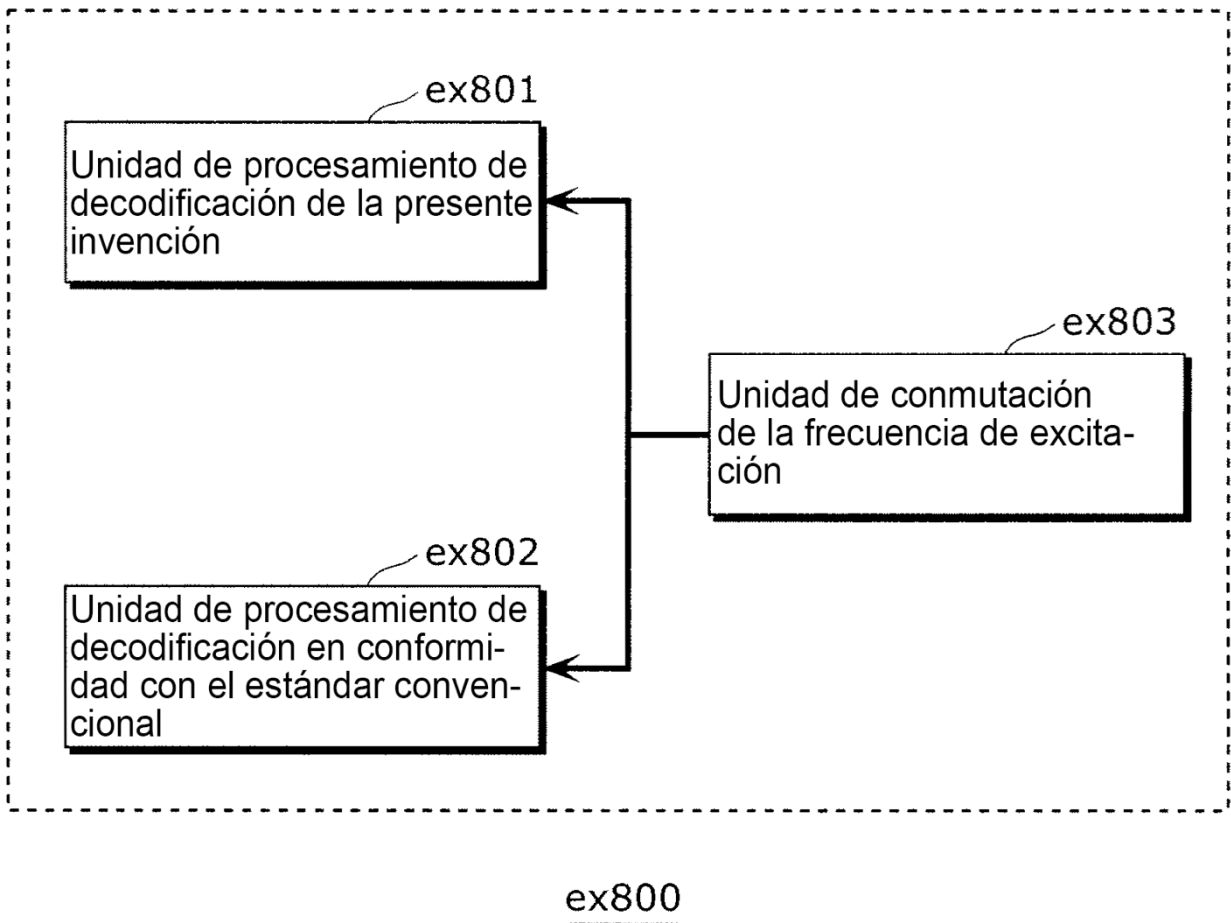 ex801
Unidad de procesamiento de
decodificación de la presente
invención
ex803
Unidad de conmutación
de la frecuencia de excita-
ción
ex802
Unidad de procesamiento de
decodificación en conformi-
dad con el estándar conven-
cional
ex800